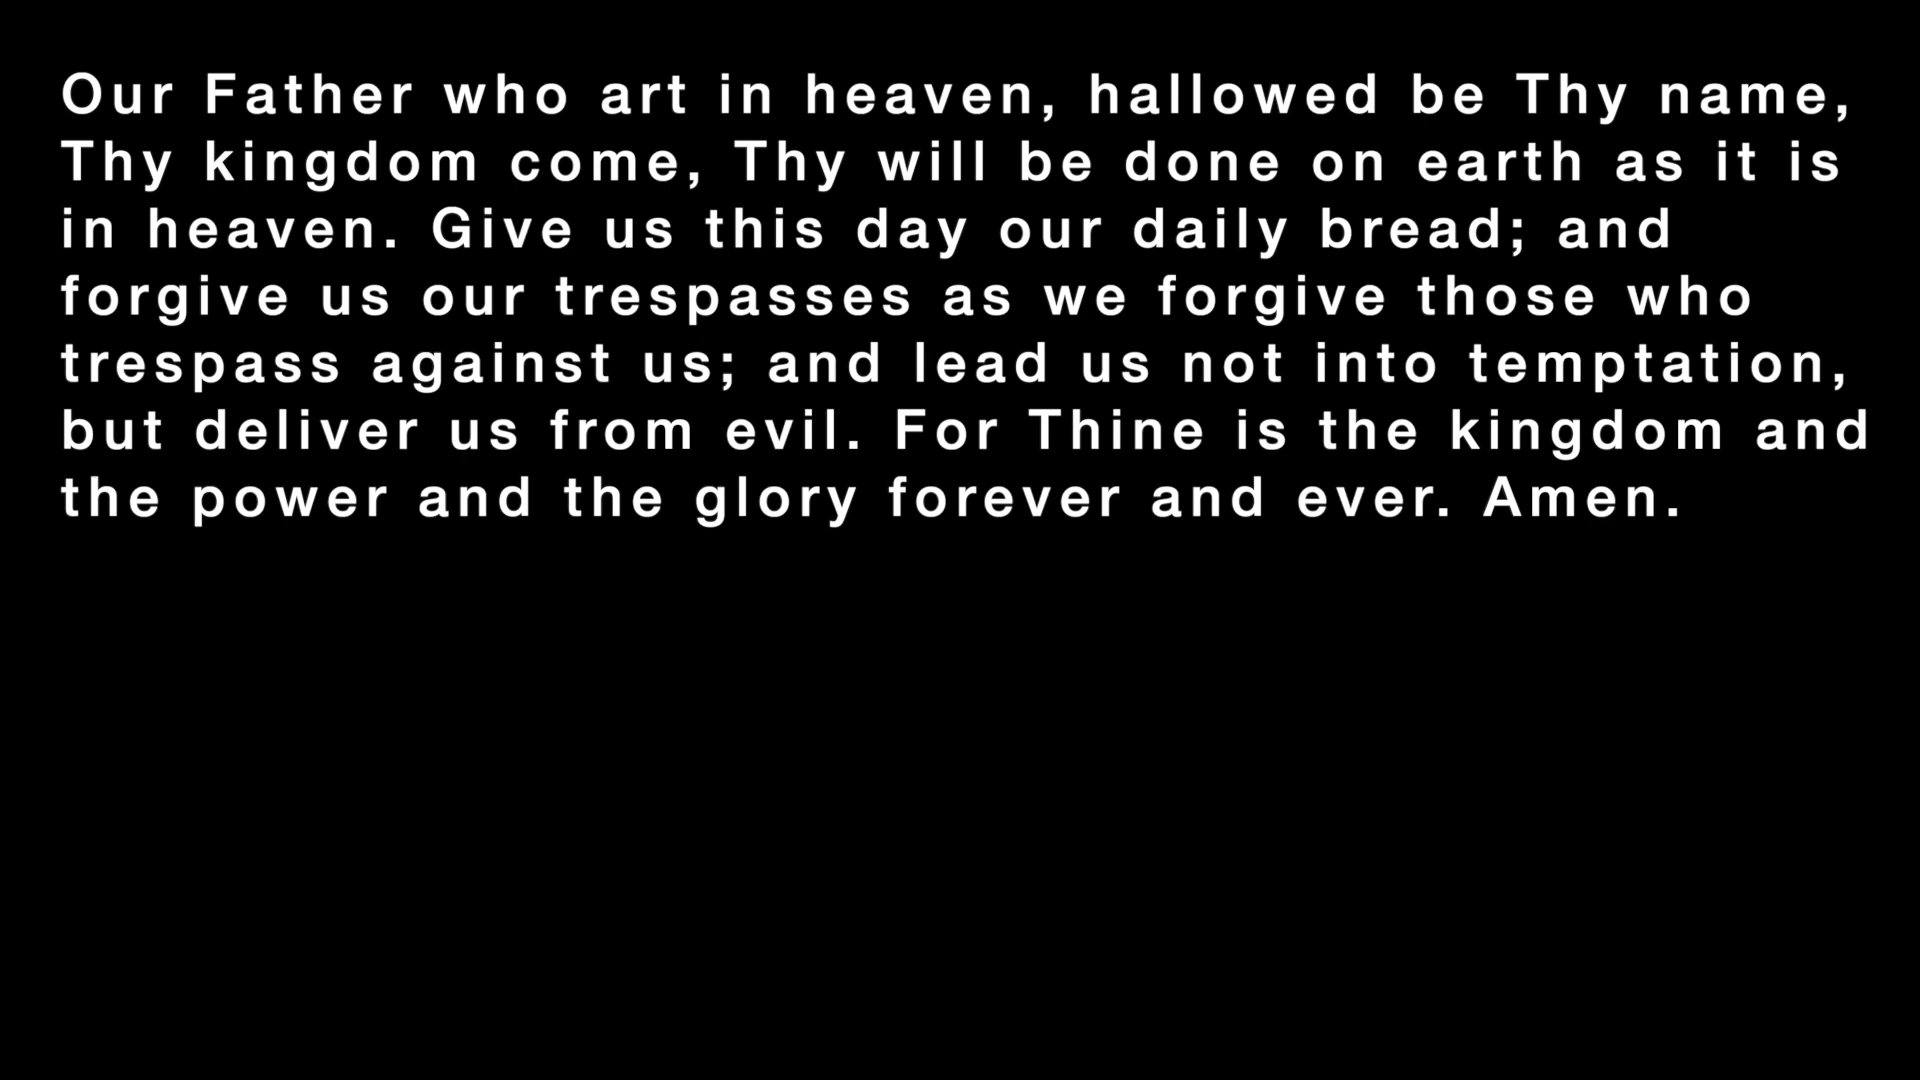 Our Father who art in heaven, hallowed be Thy name,
Thy kingdom come, Thy will be done on earth as it is
in heaven. Give us this day our daily bread; and
forgive us our trespasses as we forgive those who
trespass against us; and lead us not into temptation,
but deliver us from evil. For Thine is the kingdom and
the power and the glory forever and ever. Amen.